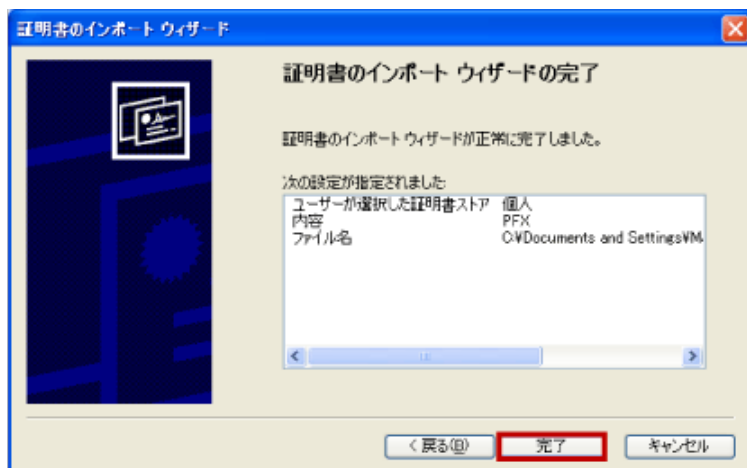 証明書のインポート ウィザード
証明書のインポート ウィザードの完了
証明書のインポート ウィザードが正常に完了しました。
次の設定が指定されました:
ユーザーが選択した証明書ストア 個人
内容 PFX
ファイル名 C:¥Documents and Settings¥M
< 戻る(B) 完了 キャンセル